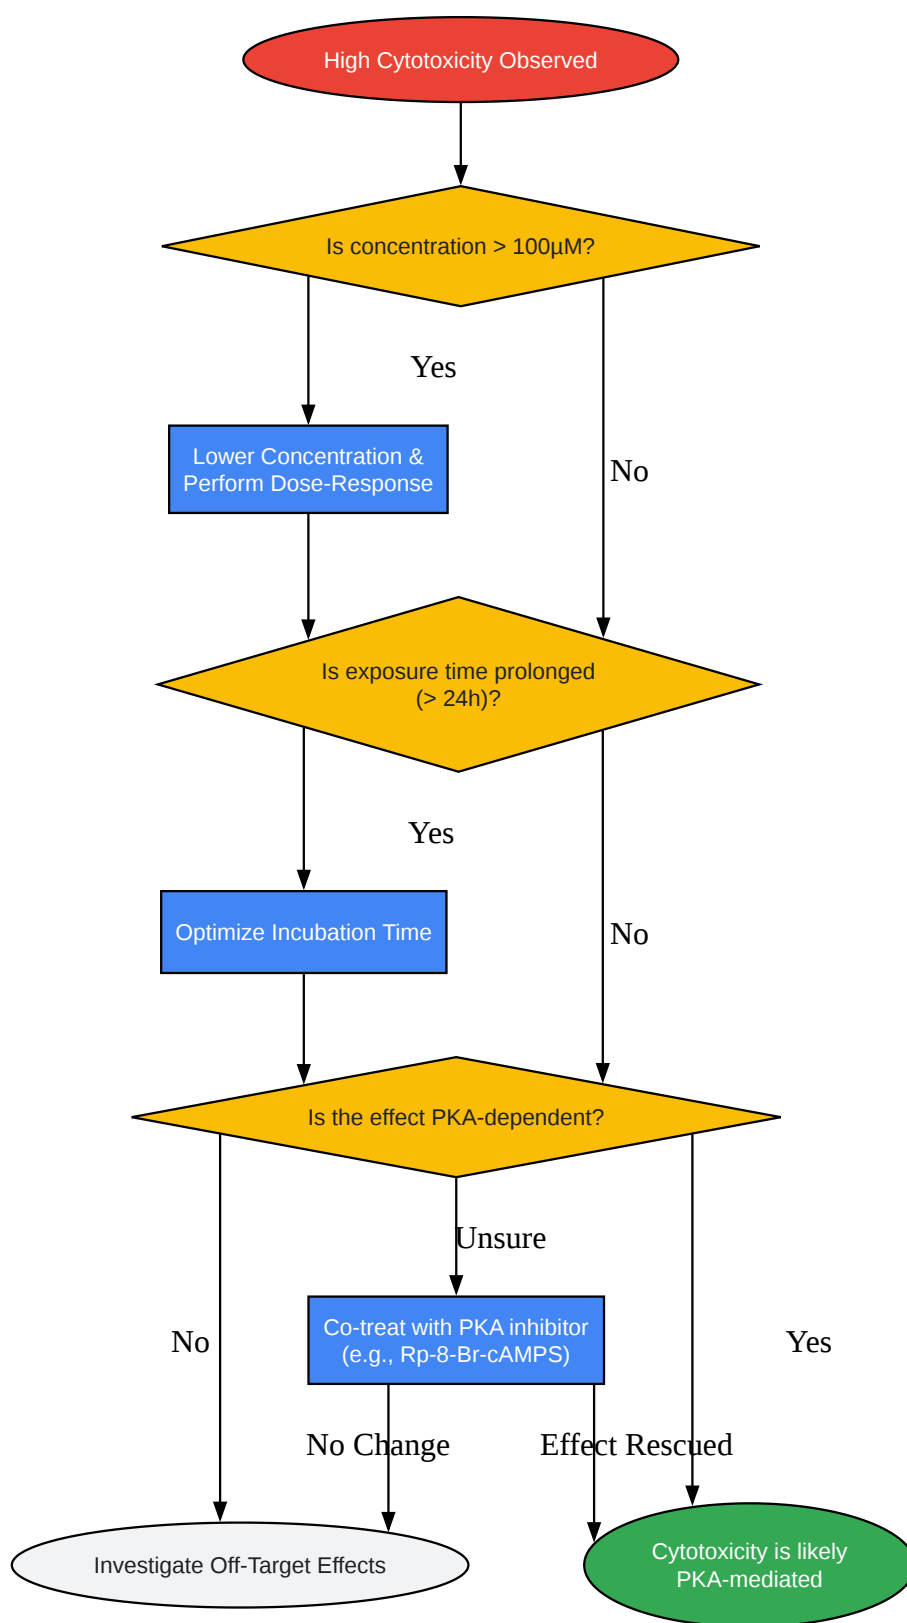 High Cytotoxicity Observed
Is concentration > 100µM?
Yes
Lower Concentration &
Perform Dose-Response
No
Is exposure time prolonged
(> 24h)?
Yes
Optimize Incubation Time
No
Is the effect PKA-dependent?
Unsure
Co-treat with PKA inhibitor
(e.g., Rp-8-Br-cAMPS)
No
Yes
No Change
Effect Rescued
Investigate Off-Target Effects
Cytotoxicity is likely
PKA-mediated